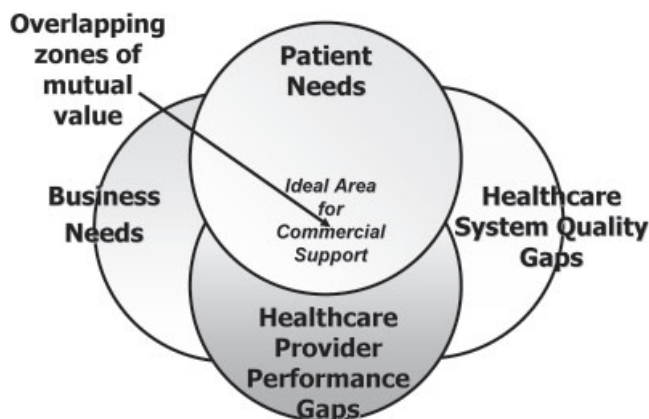 Overlapping
zones of
mutual
value
Patient
Needs
Business
Needs
Ideal Area
for
Commercial
Support
Healthcare
System Quality
Gaps
Healthcare
Provider
Performance
Gaps